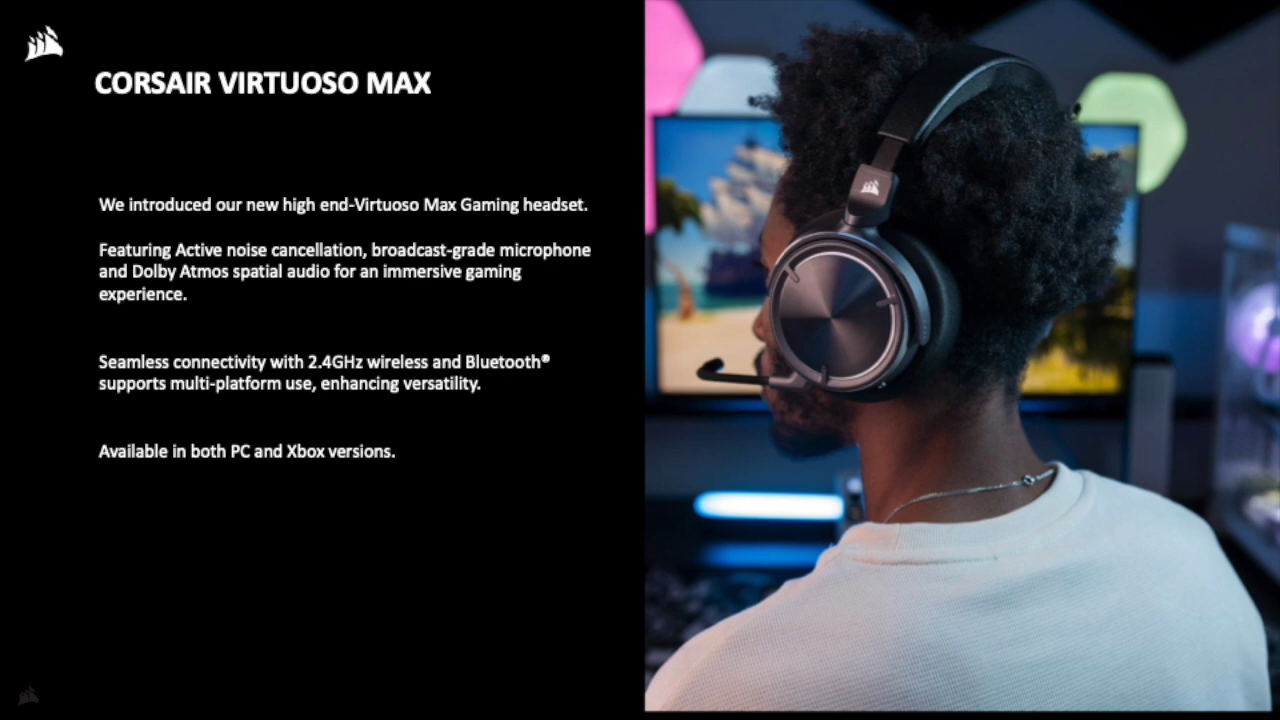 CORSAIR VIRTUOSO MAX
We introduced our new high end-Virtuoso Max Gaming headset.
Featuring Active noise cancellation, broadcast-grade microphone
and Dolby Atmos spatial audio for an immersive gaming
experience.
Seamless connectivity with 2.4GHz wireless and Bluetooth®
supports multi-platform use, enhancing versatility.
Available in both PC and Xbox versions.